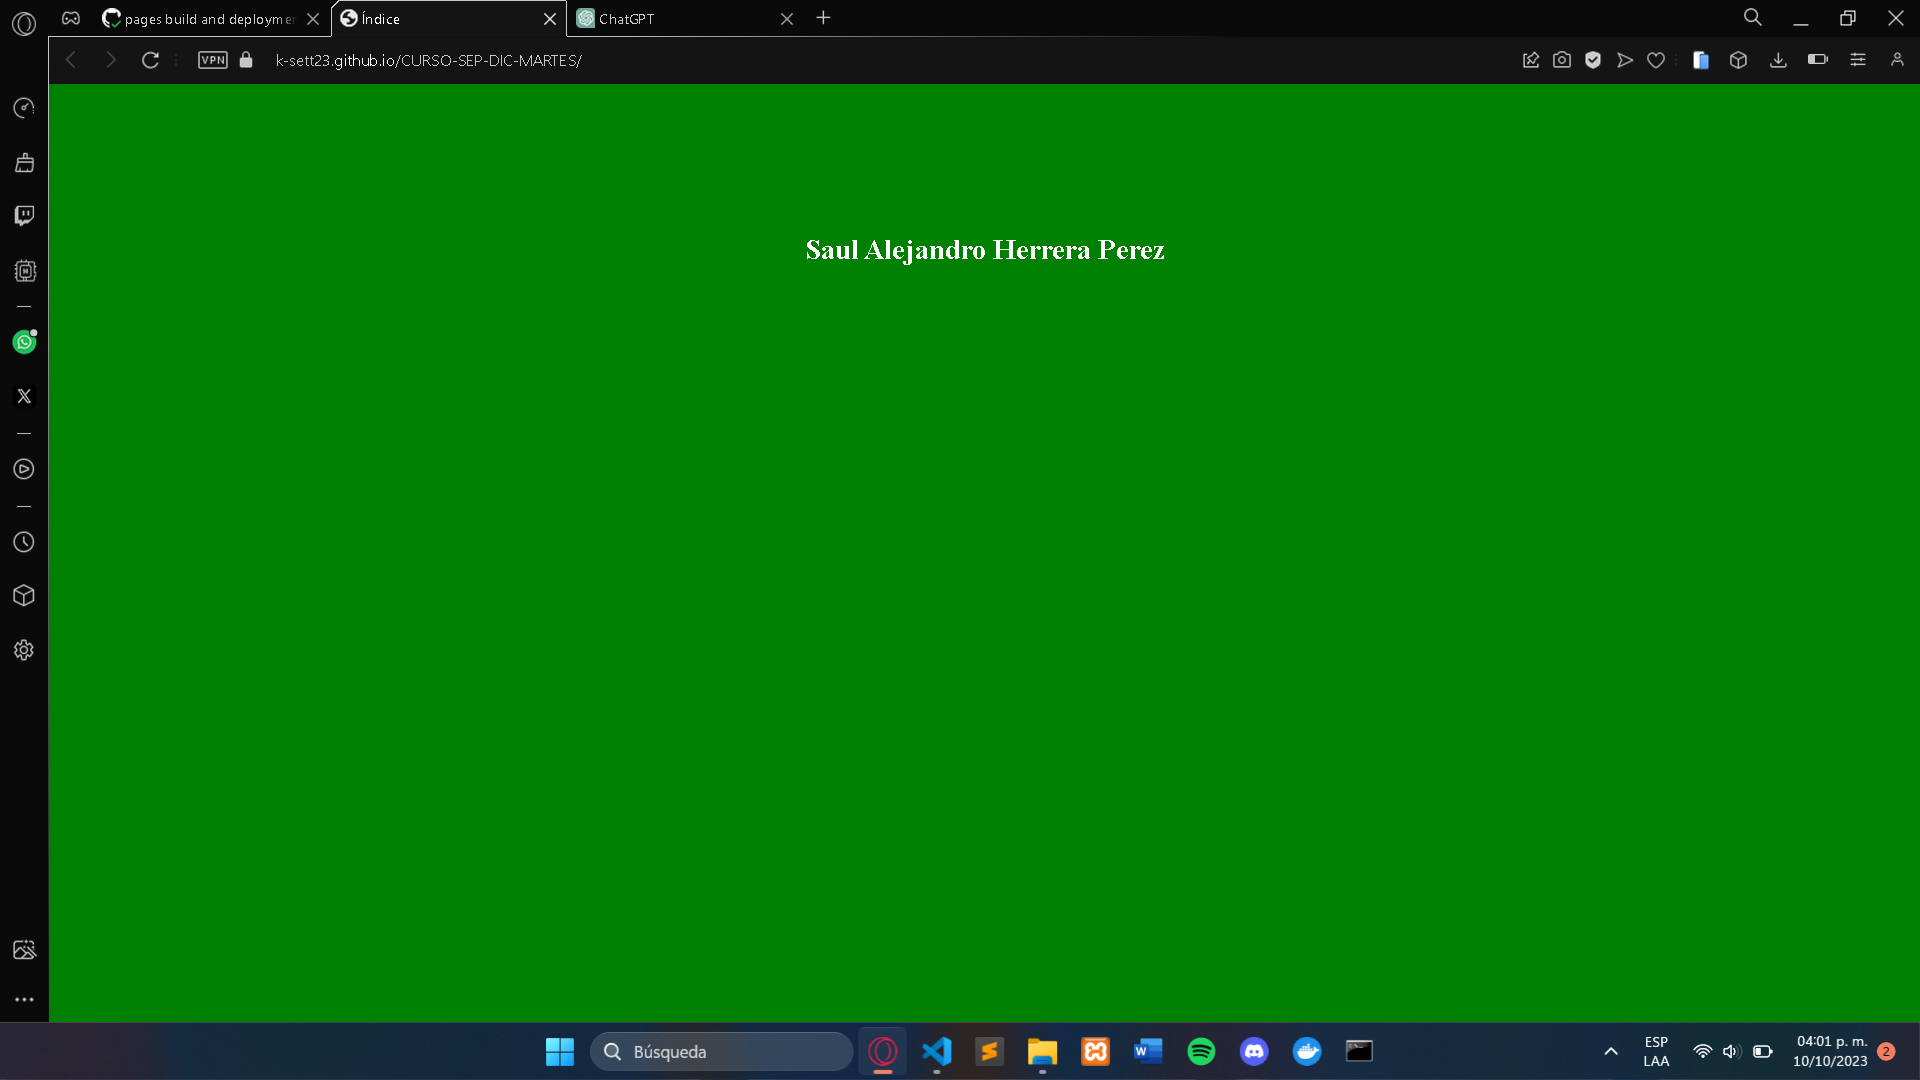 pages build and deployme
Índice
ChatGPT
VPN
k-sett23.github.io/CURSO-SEP-DIC-MARTES/
Saul Alejandro Herrera Perez
Búsqueda
ESP
LAA
04:01 p. m.
10/10/2023
2